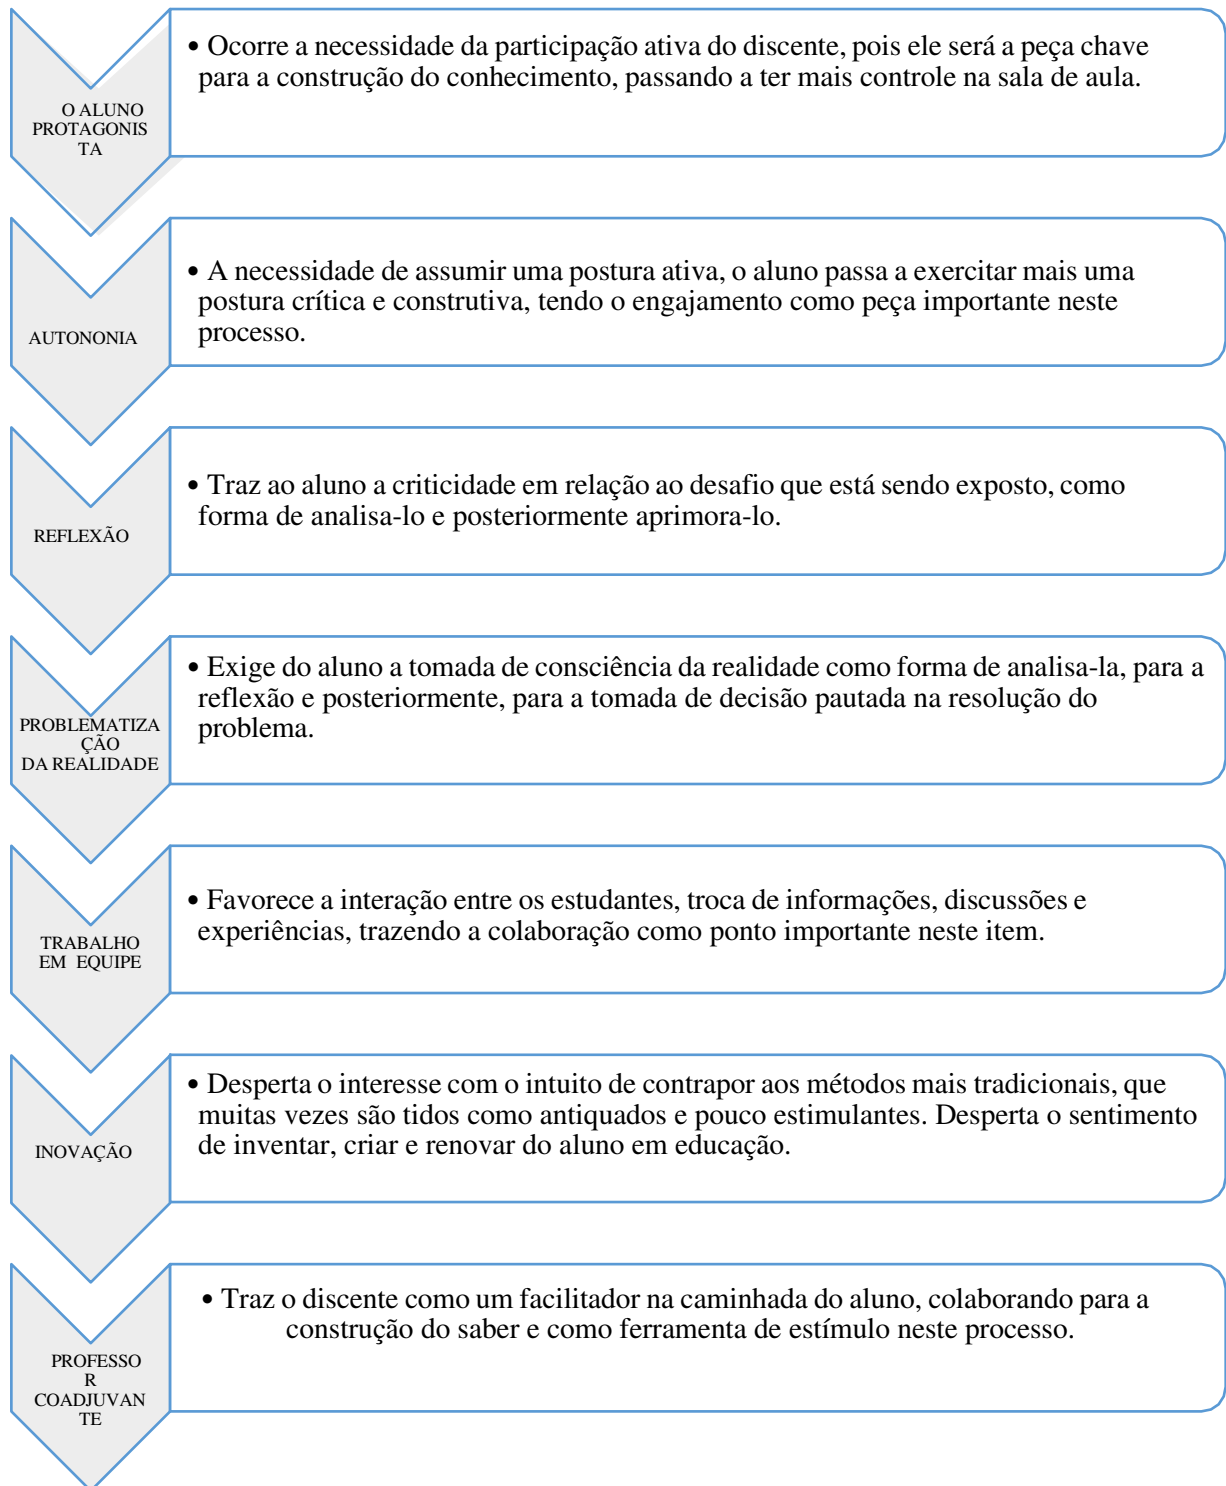 O ALUNO
PROTAGONIS
TA
• Ocorre a necessidade da participação ativa do discente, pois ele será a peça chave
para a construção do conhecimento, passando a ter mais controle na sala de aula.
AUTONONIA
• A necessidade de assumir uma postura ativa, o aluno passa a exercitar mais uma
postura crítica e construtiva, tendo o engajamento como peça importante neste
processo.
REFLEXÃO
• Traz ao aluno a criticidade em relação ao desafio que está sendo exposto, como
forma de analisa-lo e posteriormente aprimora-lo.
PROBLEMATIZA
ÇÃO
DA REALIDADE
• Exige do aluno a tomada de consciência da realidade como forma de analisa-la, para a
reflexão e posteriormente, para a tomada de decisão pautada na resolução do
problema.
TRABALHO
EM EQUIPE
• Favorece a interação entre os estudantes, troca de informações, discussões e
experiências, trazendo a colaboração como ponto importante neste item.
INOVAÇÃO
• Desperta o interesse com o intuito de contrapor aos métodos mais tradicionais, que
muitas vezes são tidos como antiquados e pouco estimulantes. Desperta o sentimento
de inventar, criar e renovar do aluno em educação.
PROFESSO
R
COADJUVAN
TE
• Traz o discente como um facilitador na caminhada do aluno, colaborando para a
construção do saber e como ferramenta de estímulo neste processo.